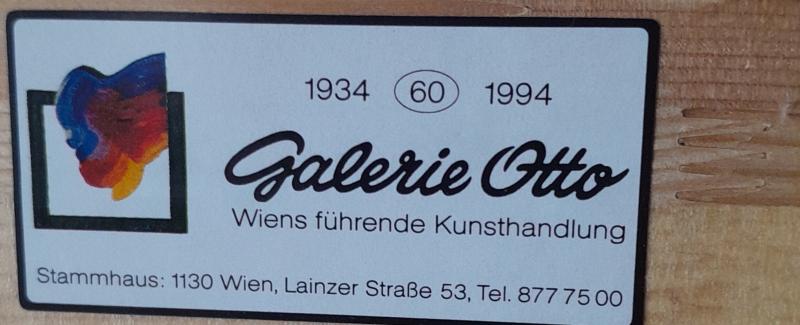 1934 60 1994
Galerie Otto
Wiens führende Kunsthandlung
Stammhaus: 1130 Wien, Lainzer Straße 53, Tel. 877 75 00